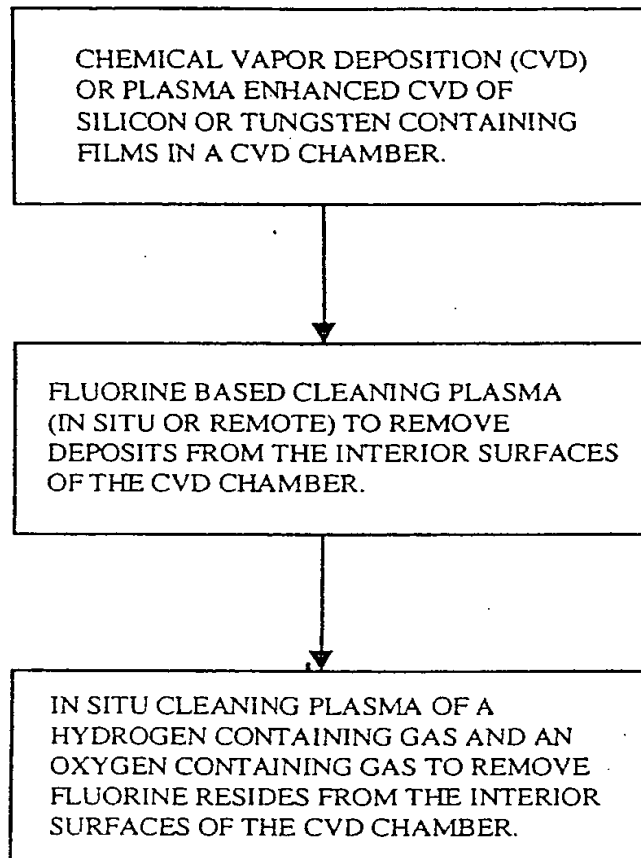 CHEMICAL VAPOR DEPOSITION (CVD)
OR PLASMA ENHANCED CVD OF
SILICON OR TUNGSTEN CONTAINING
FILMS IN A CVD CHAMBER.
FLUORINE BASED CLEANING PLASMA
(IN SITU OR REMOTE) TO REMOVE
DEPOSITS FROM THE INTERIOR SURFACES
OF THE CVD CHAMBER.
IN SITU CLEANING PLASMA OF A
HYDROGEN CONTAINING GAS AND AN
OXYGEN CONTAINING GAS TO REMOVE
FLUORINE RESIDES FROM THE INTERIOR
SURFACES OF THE CVD CHAMBER.